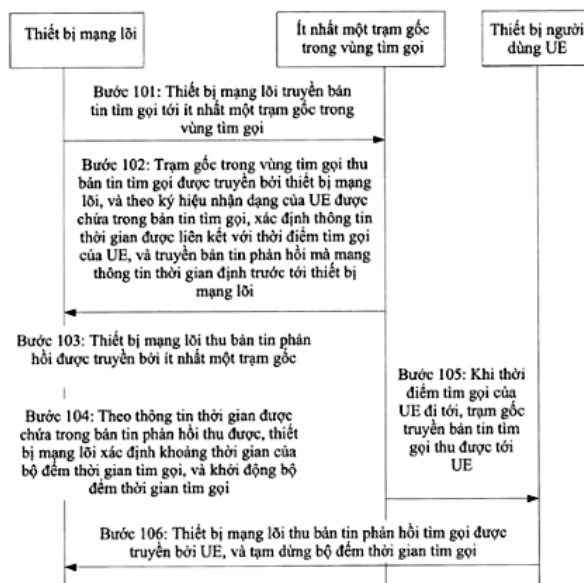 Thiết bị mạng lõi
Ít nhất một trạm gốc
trong vùng tìm gọi
Thiết bị người
dùng UE
Bước 101: Thiết bị mạng lõi truyền bản
tin tìm gọi tới ít nhất một trạm gốc trong
vùng tìm gọi
Bước 102: Trạm gốc trong vùng tìm gọi thu
bản tin tìm gọi được truyền bởi thiết bị mạng
lõi, và theo ký hiệu nhận dạng của UE được
chứa trong bản tin tìm gọi, xác định thông tin
thời gian được liên kết với thời điểm tìm gọi
của UE, và truyền bản tin phản hồi mà mang
thông tin thời gian định trước tới thiết bị
mạng lõi
Bước 103: Thiết bị mạng lõi thu bản tin phản
hồi được truyền bởi ít nhất một trạm gốc
Bước 104: Theo thông tin thời gian được
chứa trong bản tin phản hồi thu được, thiết
bị mạng lõi xác định khoảng thời gian của
bộ đếm thời gian tìm gọi, và khởi động bộ
đếm thời gian tìm gọi
Bước 105: Khi thời
điểm tìm gọi của
UE đi tới, trạm gốc
truyền bản tin tìm
gọi thu được tới
UE
Bước 106: Thiết bị mạng lõi thu bản tin phản hồi tìm gọi được
truyền bởi UE, và tạm dừng bộ đếm thời gian tìm gọi